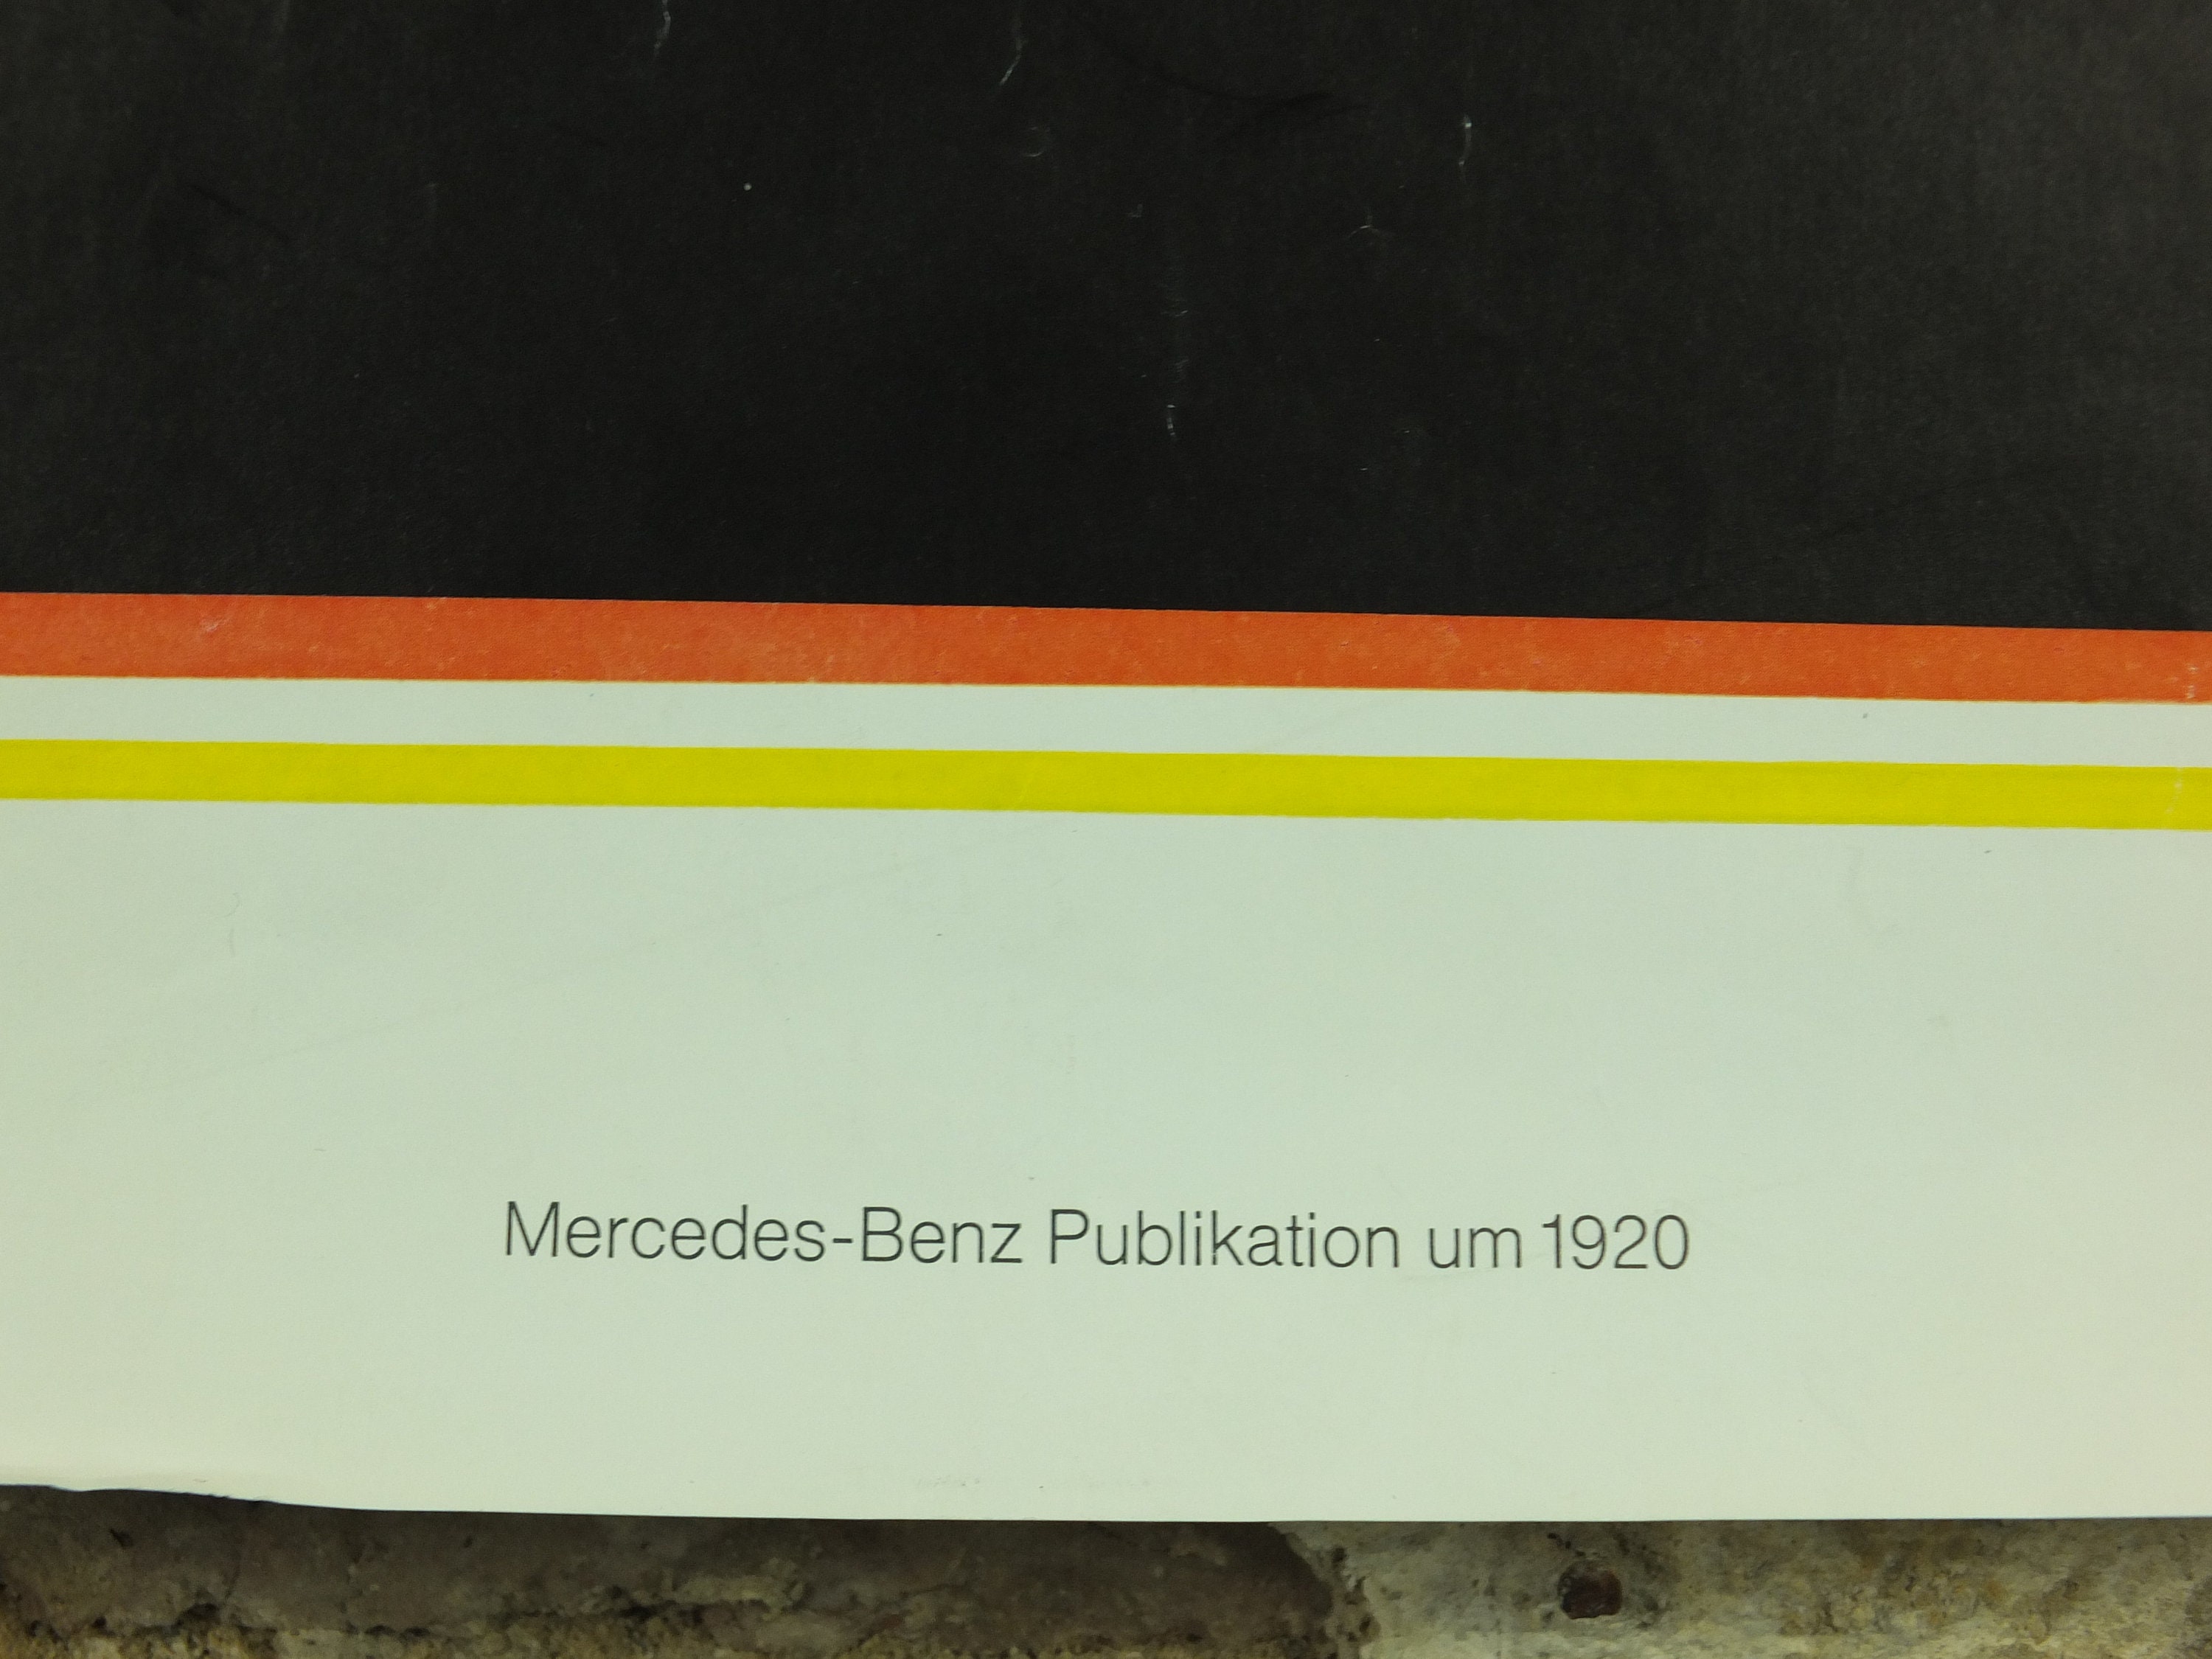 Mercedes-Benz Publikation um 1920